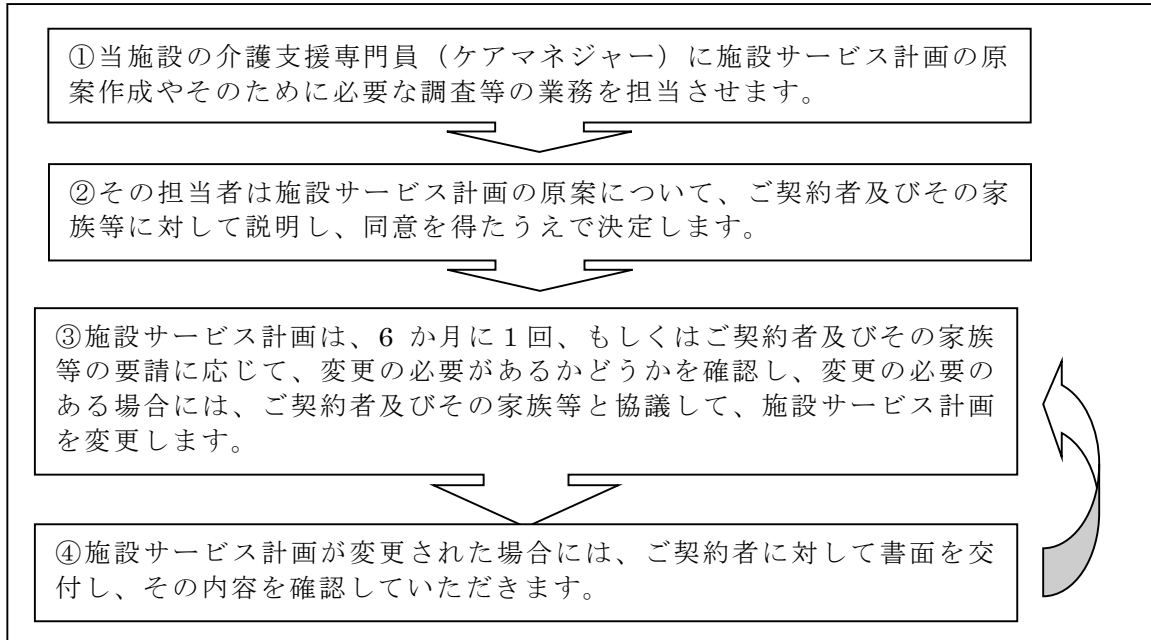 ①当施設の介護支援専門員（ケアマネジャー）に施設サービス計画の原
案作成やそのために必要な調査等の業務を担当させます。
②その担当者は施設サービス計画の原案について、ご契約者及びその家
族等に対して説明し、同意を得たうえで決定します。
③施設サービス計画は、6 か月に１回、もしくはご契約者及びその家族
等の要請に応じて、変更の必要があるかどうかを確認し、変更の必要の
ある場合には、ご契約者及びその家族等と協議して、施設サービス計画
を変更します。
④施設サービス計画が変更された場合には、ご契約者に対して書面を交
付し、その内容を確認していただきます。